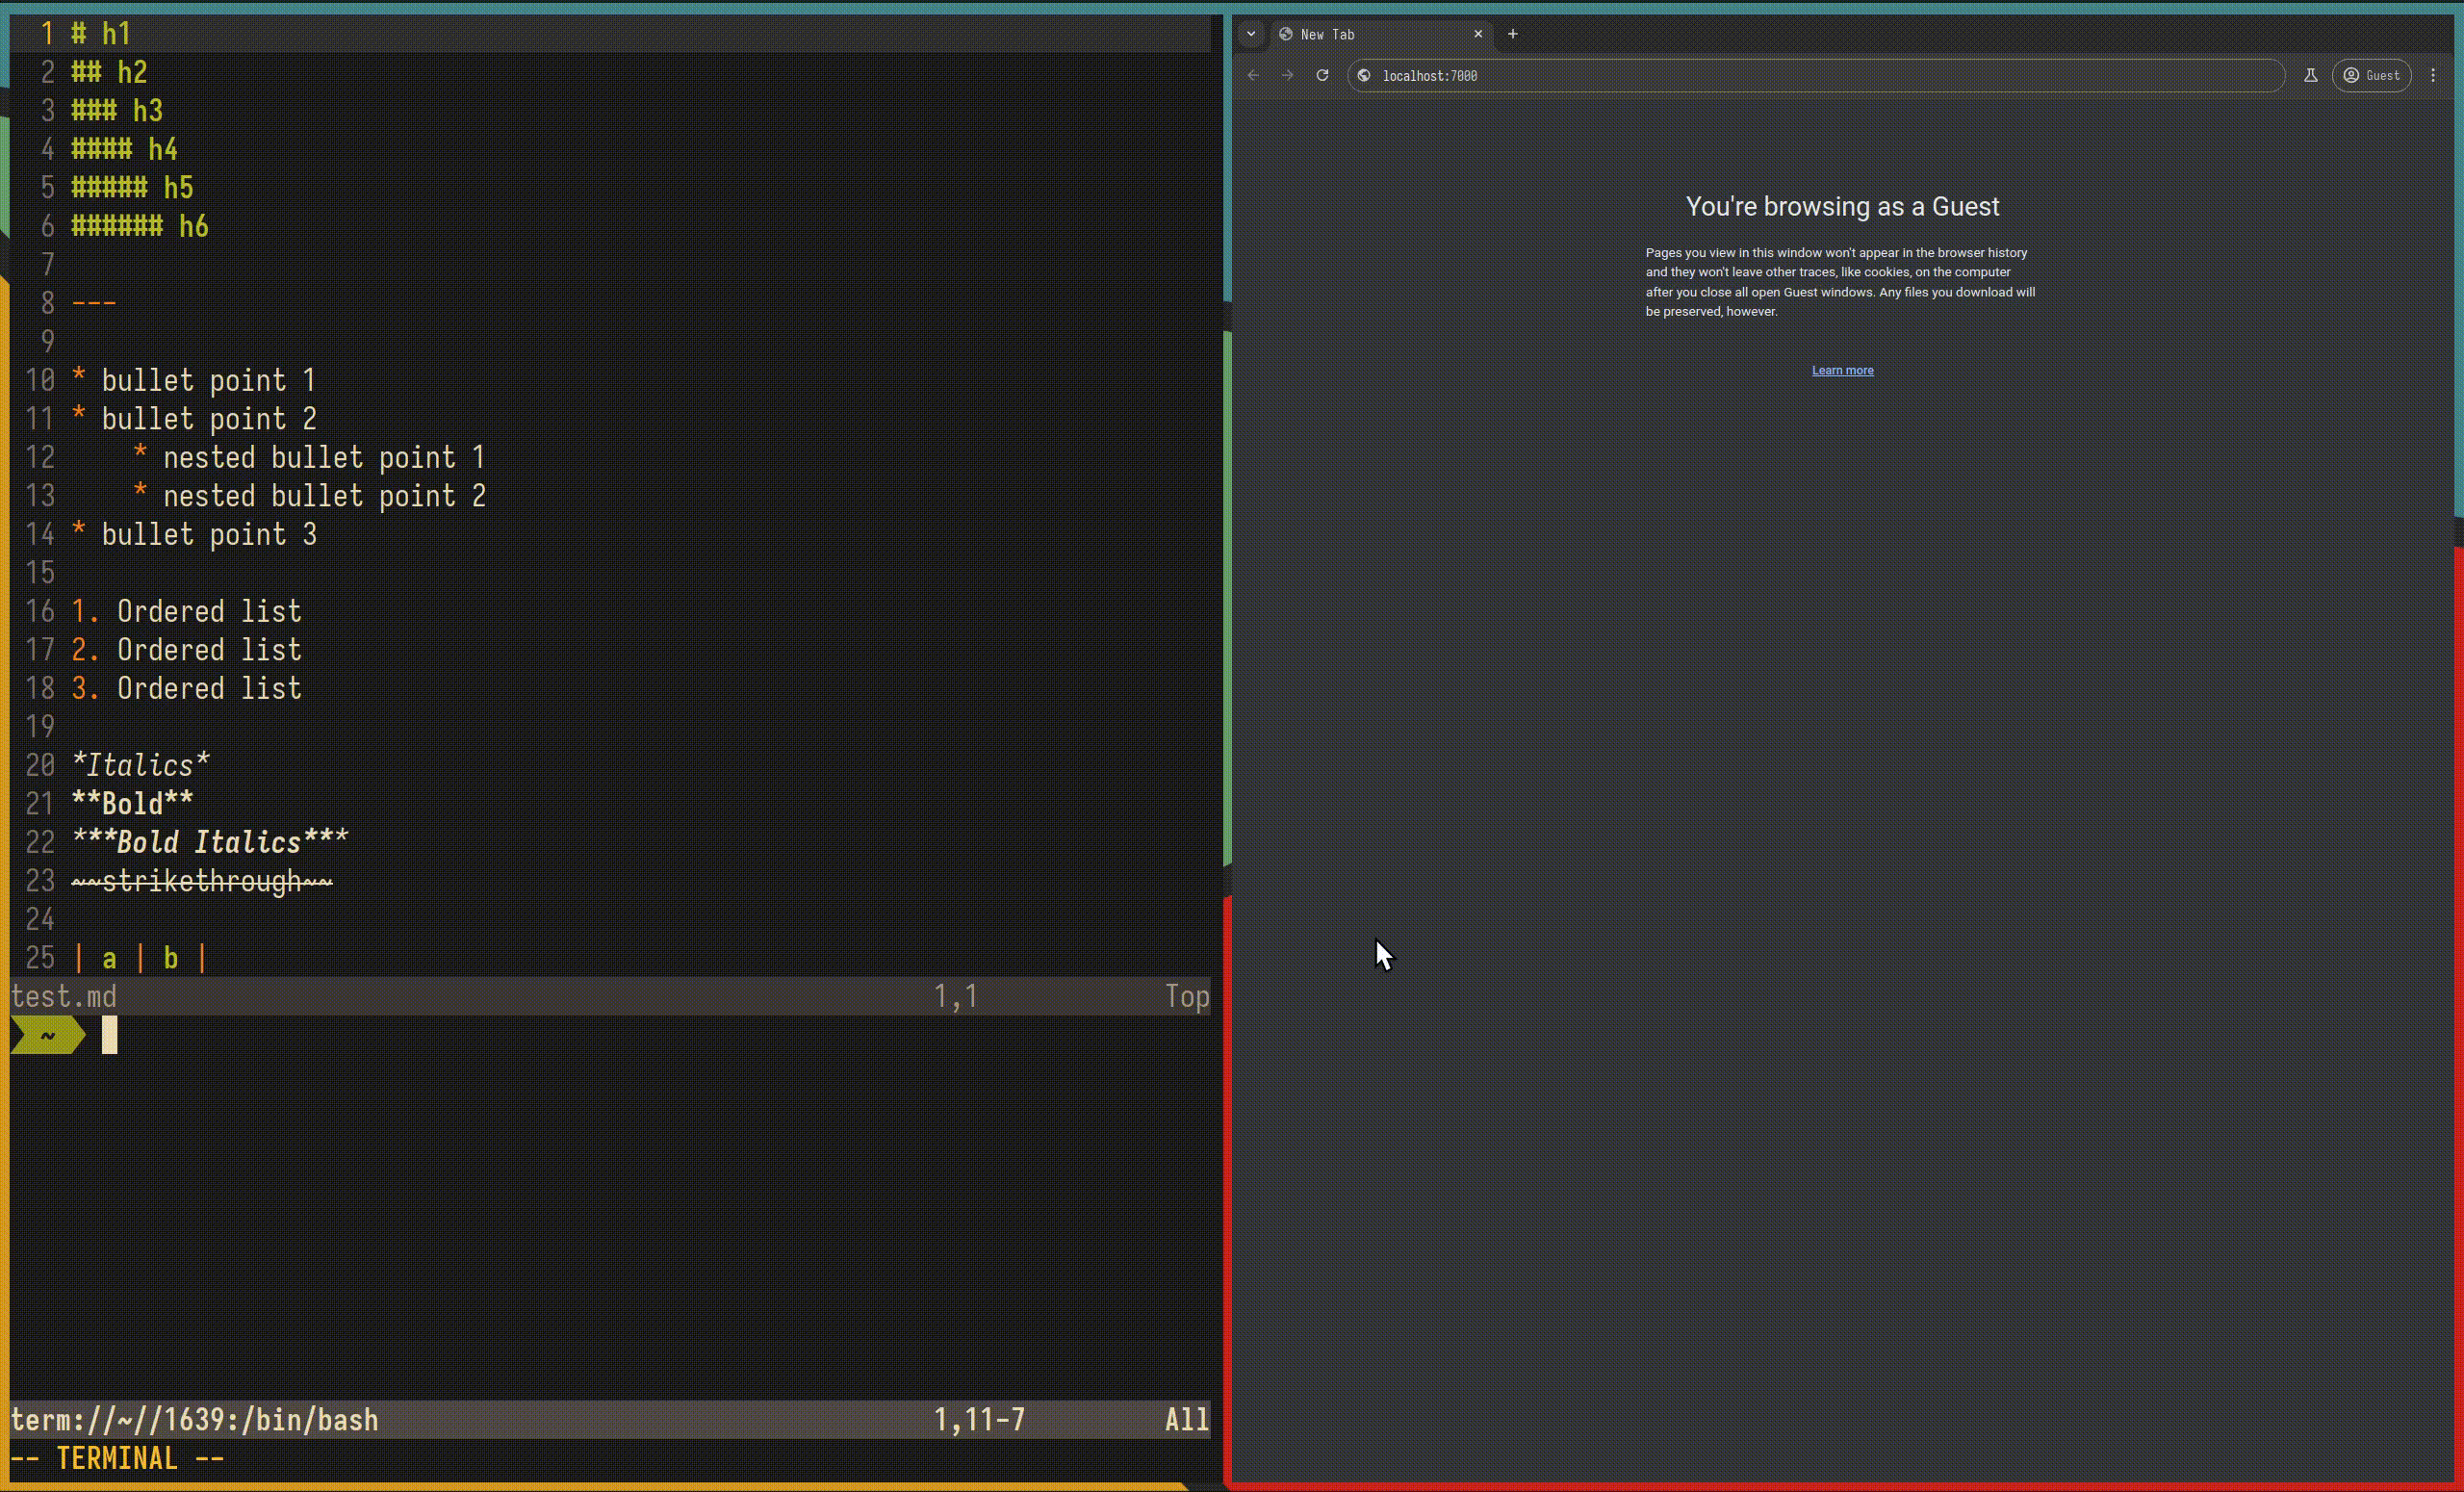 1 # h1
2 ## h2
3 ### h3
4 #### h4
5 ##### h5
6 ###### h6
7
8 ---
9
10 * bullet point 1
11 * bullet point 2
12     * nested bullet point 1
13     * nested bullet point 2
14 * bullet point 3
15
16 1. Ordered list
17 2. Ordered list
18 3. Ordered list
19
20 *Italics*
21 **Bold**
22 ***Bold Italics***
23 ~~strikethrough~~
24
25 | a | b |
test.md 1,1 Top
~
term://~//1639:/bin/bash 1,11-7 All
-- TERMINAL --
New Tab
localhost:7000
Guest
You're browsing as a Guest
Pages you view in this window won't appear in the browser history
and they won't leave other traces, like cookies, on the computer
after you close all open Guest windows. Any files you download will
be preserved, however.
Learn more